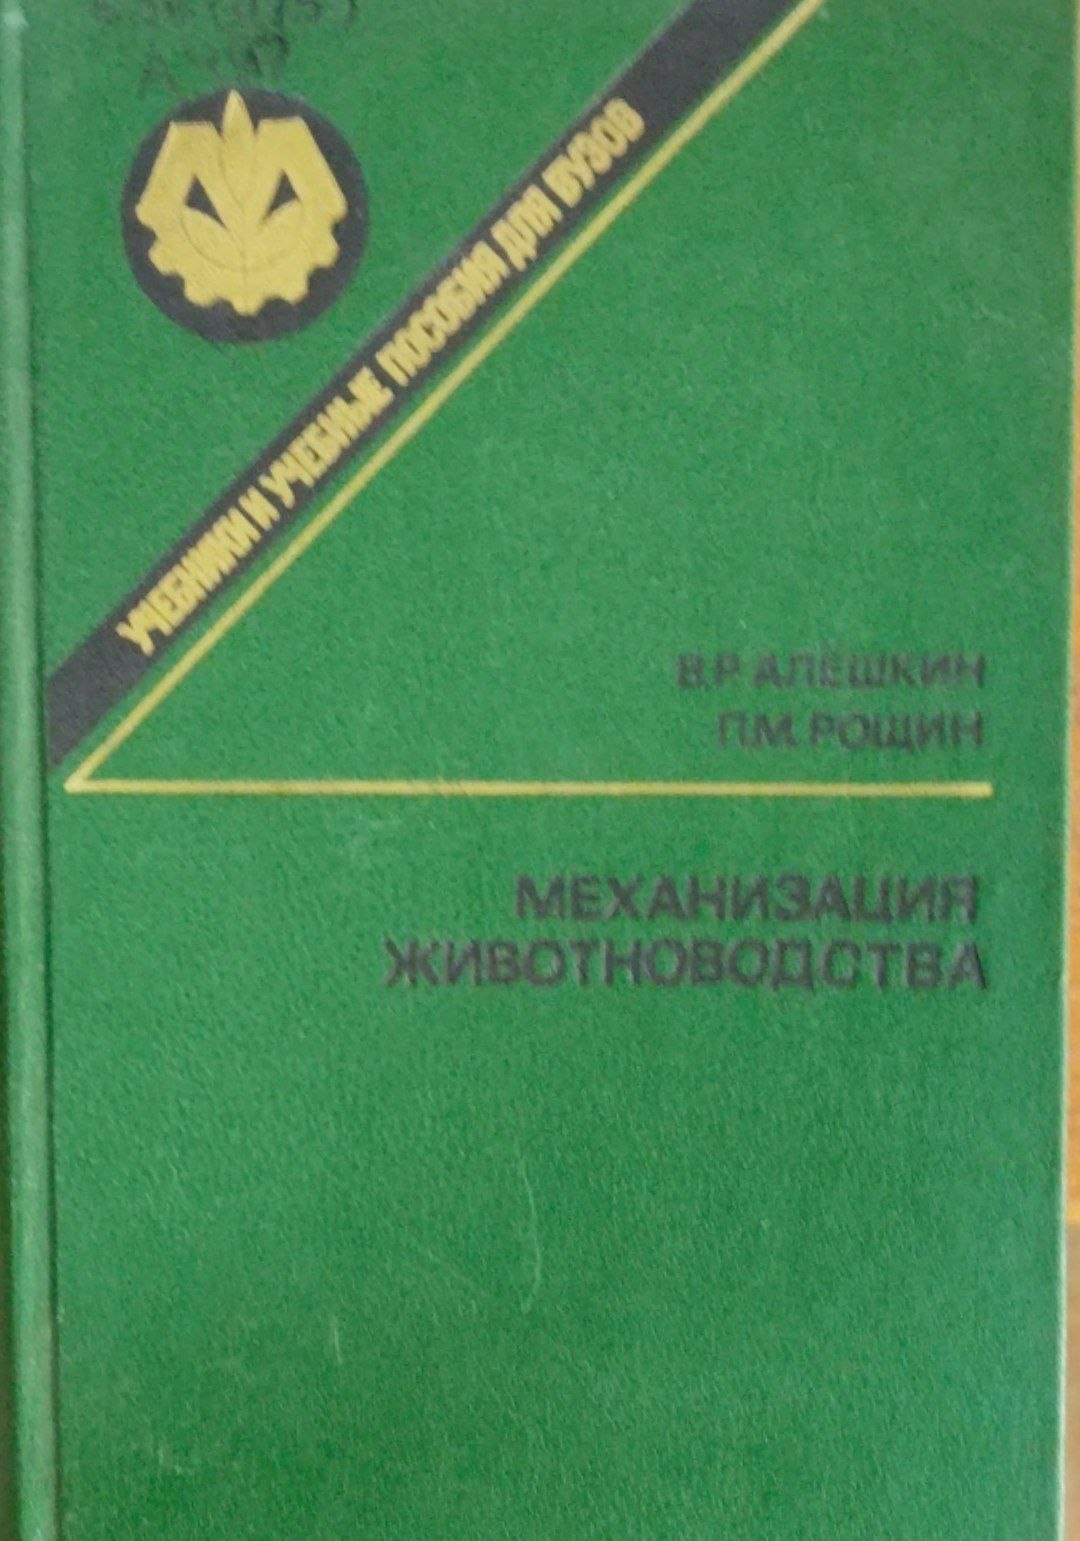 УЧЕБНИКИ И УЧЕБНЫЕ ПОСОБИЯ ДЛЯ ВУЗОВ
В.Р. АЛЁШКИН
П.М. РОЩИН
МЕХАНИЗАЦИЯ
ЖИВОТНОВОДСТВА